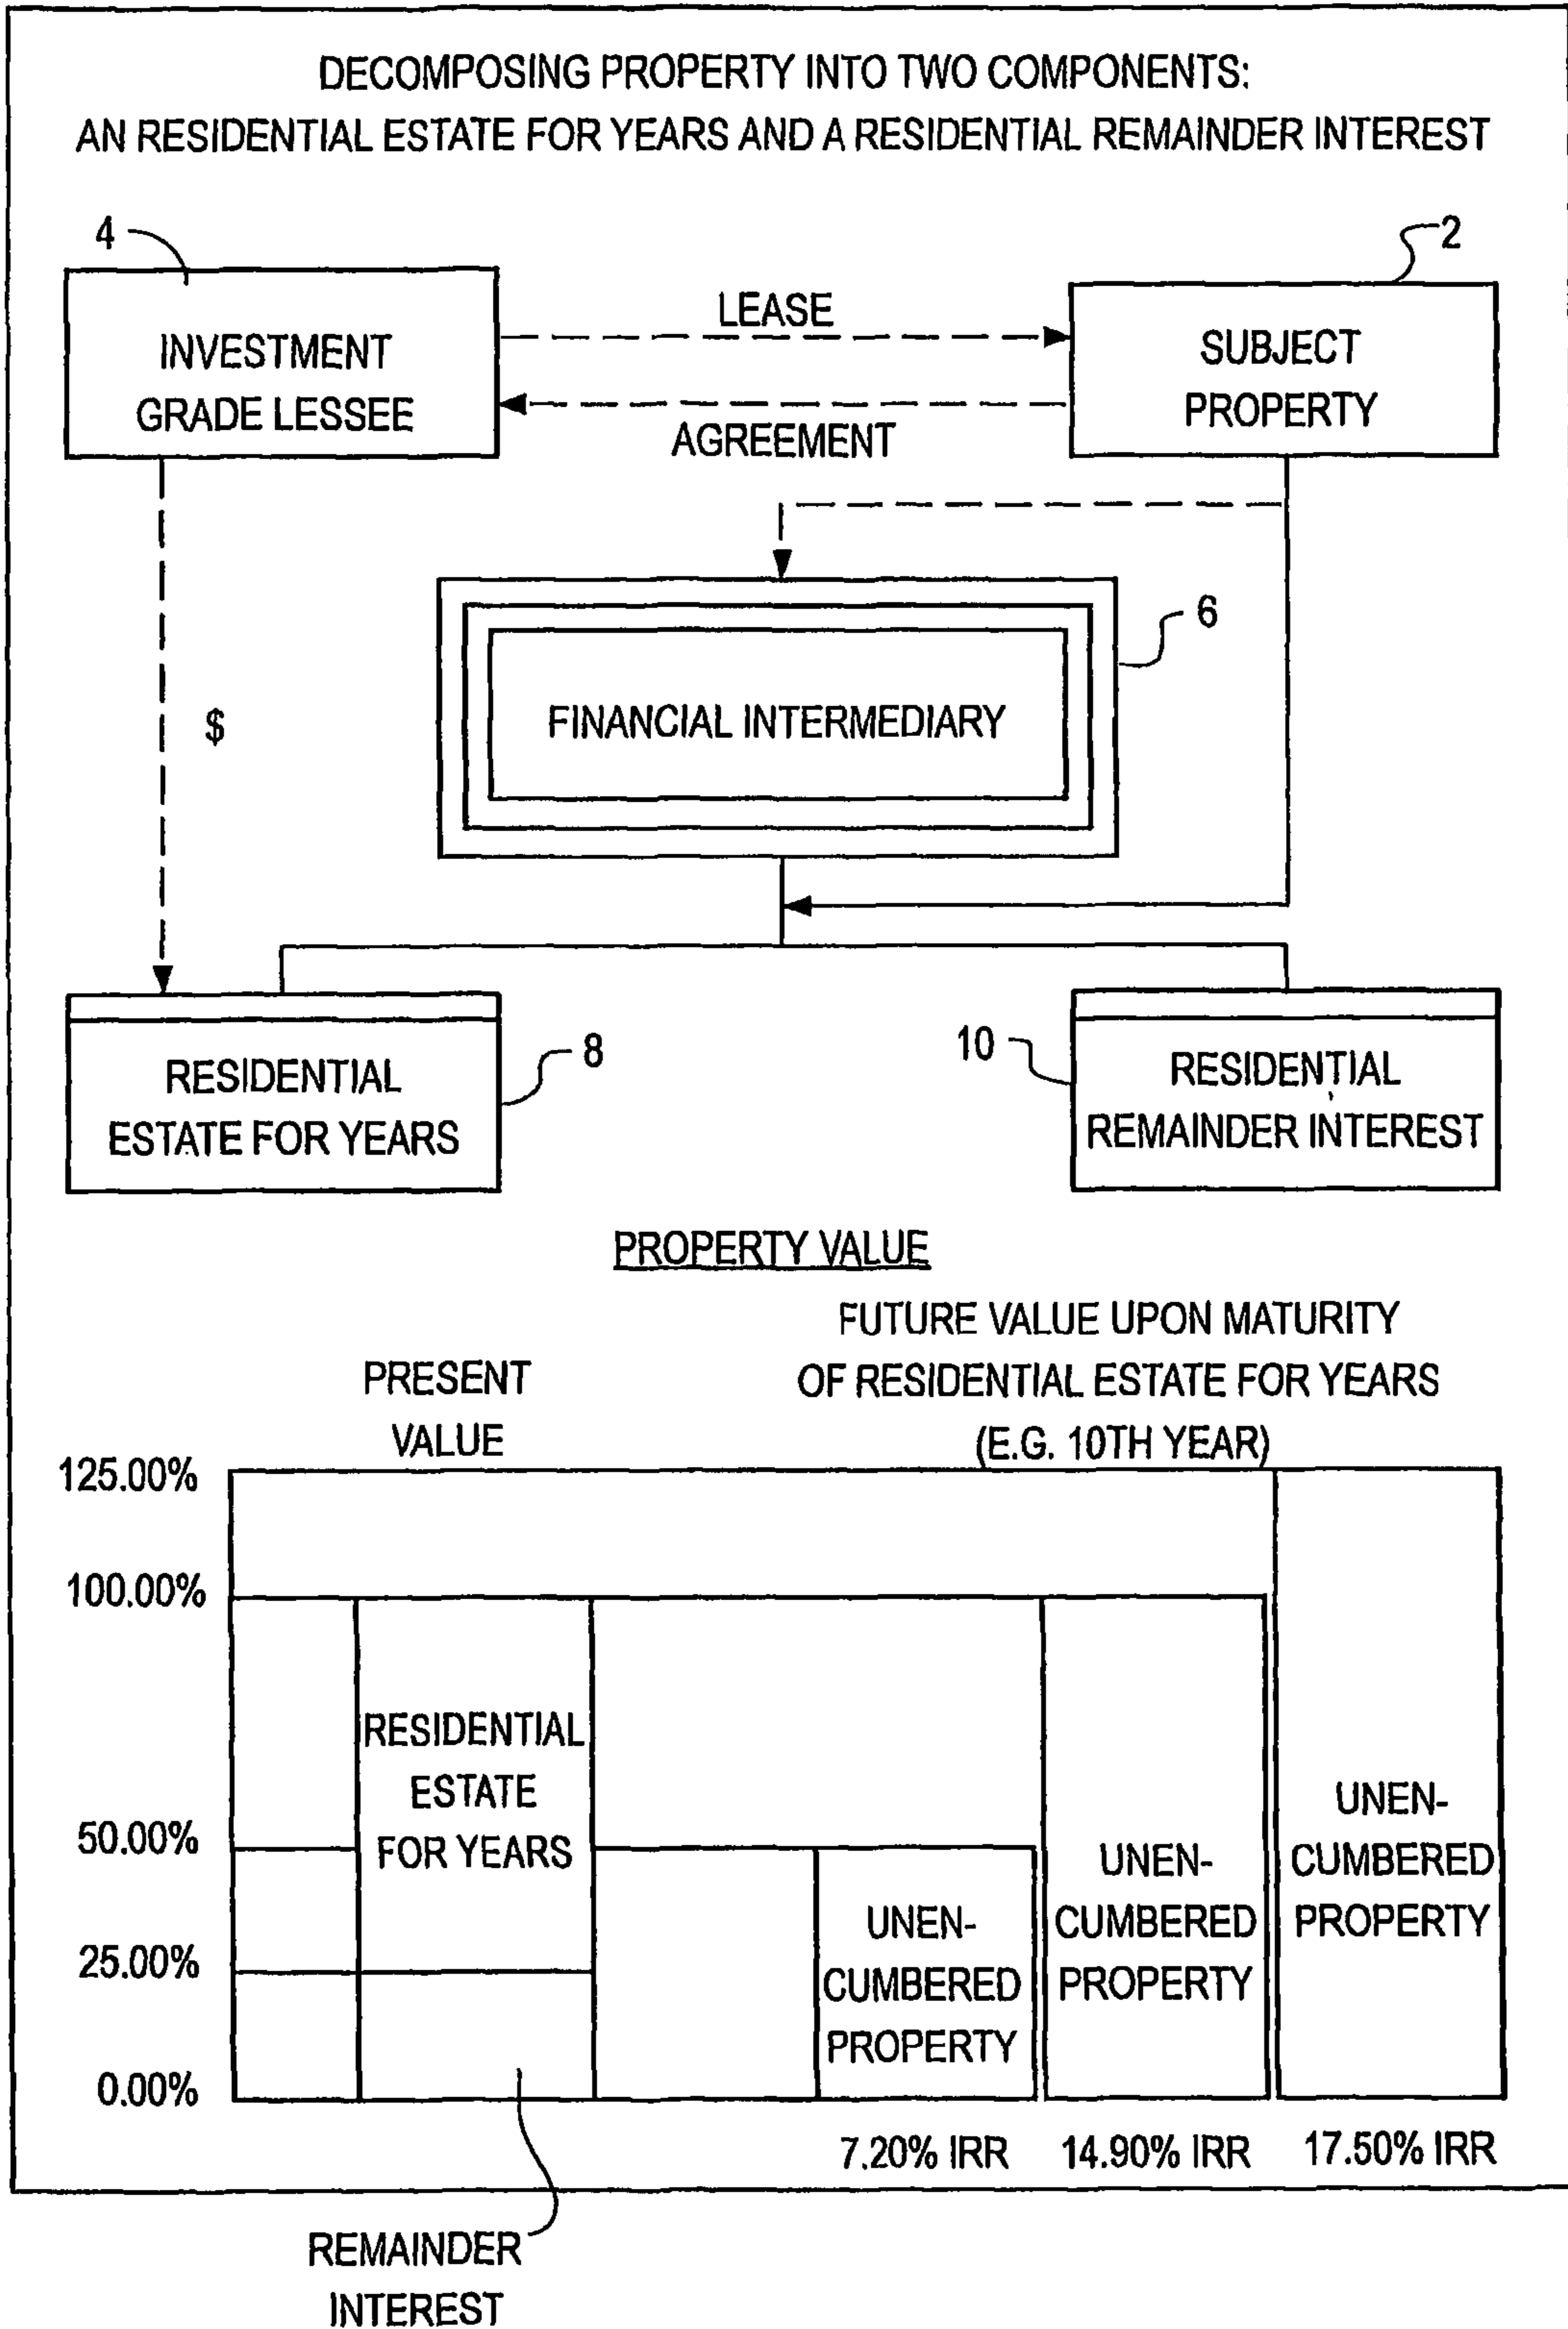 DECOMPOSING PROPERTY INTO TWO COMPONENTS:
AN RESIDENTIAL ESTATE FOR YEARS AND A RESIDENTIAL REMAINDER INTEREST
4
2
INVESTMENT
GRADE LESSEE
LEASE
AGREEMENT
SUBJECT
PROPERTY
6
$
FINANCIAL INTERMEDIARY
RESIDENTIAL
ESTATE FOR YEARS
8
10
RESIDENTIAL
REMAINDER INTEREST
PROPERTY VALUE
PRESENT
VALUE
FUTURE VALUE UPON MATURITY
OF RESIDENTIAL ESTATE FOR YEARS
(E.G. 10TH YEAR)
125.00%
100.00%
50.00%
25.00%
0.00%
RESIDENTIAL
ESTATE
FOR YEARS
UNEN-
CUMBERED
PROPERTY
UNEN-
CUMBERED
PROPERTY
UNEN-
CUMBERED
PROPERTY
7.20% IRR
14.90% IRR
17.50% IRR
REMAINDER
INTEREST